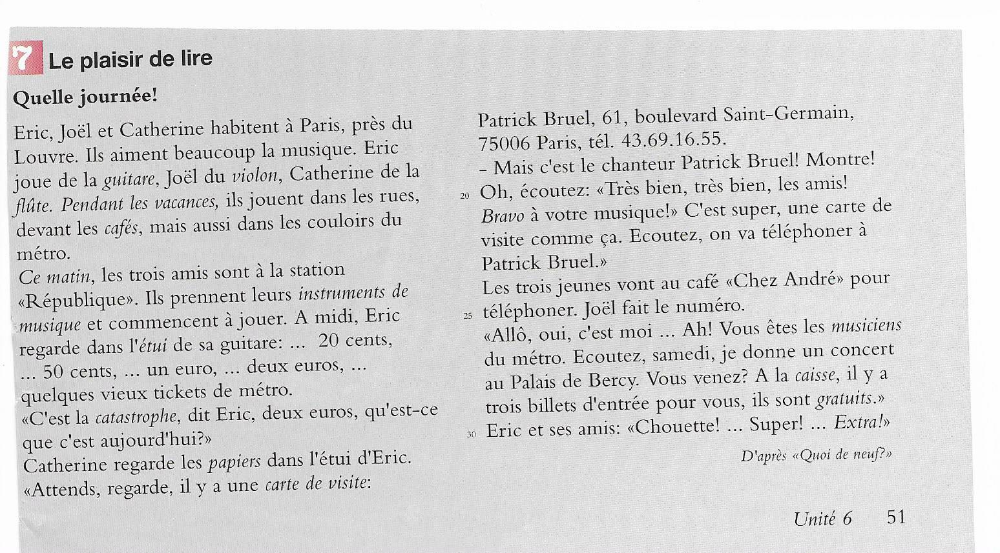 7 Le plaisir de lire
Quelle journée!
Eric, Joël et Catherine habitent à Paris, près du
Louvre. Ils aiment beaucoup la musique. Eric
joue de la guitare, Joël du violon, Catherine de la
flûte. Pendant les vacances, ils jouent dans les rues,
devant les cafés, mais aussi dans les couloirs du
métro.
Ce matin, les trois amis sont à la station
«République». Ils prennent leurs instruments de
musique et commencent à jouer. A midi, Eric
regarde dans l'étui de sa guitare: ... 20 cents,
... 50 cents, ... un euro, ... deux euros, ...
quelques vieux tickets de métro.
«C'est la catastrophe, dit Eric, deux euros, qu'est-ce
que c'est aujourd'hui?»
Catherine regarde les papiers dans l'étui d'Eric.
«Attends, regarde, il y a une carte de visite:
Patrick Bruel, 61, boulevard Saint-Germain,
75006 Paris, tél. 43.69.16.55.
– Mais c'est le chanteur Patrick Bruel! Montre!
20 Oh, écoutez: «Très bien, très bien, les amis!
Bravo à votre musique!» C'est super, une carte de
visite comme ça. Ecoutez, on va téléphoner à
Patrick Bruel.»
Les trois jeunes vont au café «Chez André» pour
25 téléphoner. Joël fait le numéro.
«Allô, oui, c'est moi ... Ah! Vous êtes les musiciens
du métro. Ecoutez, samedi, je donne un concert
au Palais de Bercy. Vous venez? A la caisse, il y a
trois billets d'entrée pour vous, ils sont gratuits.»
30 Eric et ses amis: «Chouette! ... Super! ... Extra!»
D'après «Quoi de neuf?»
Unité 6 51